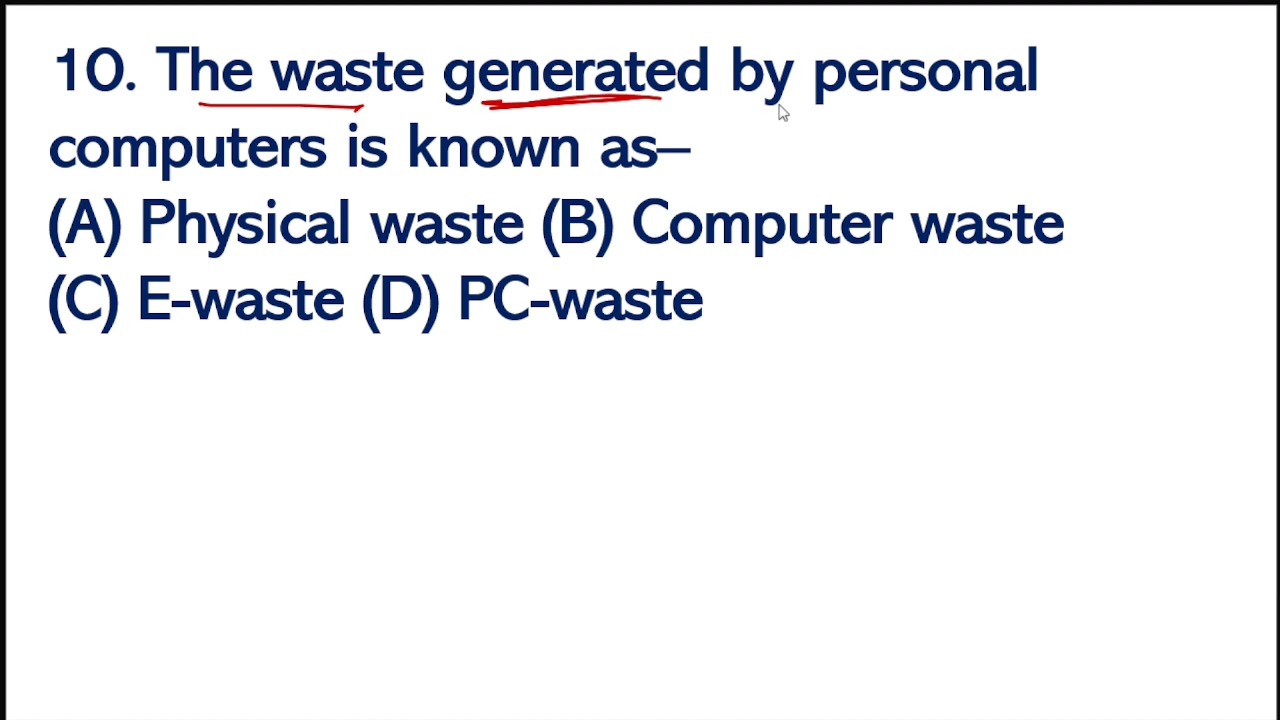 10. The waste generated by personal
computers is known as–
(A) Physical waste (B) Computer waste
(C) E-waste (D) PC-waste